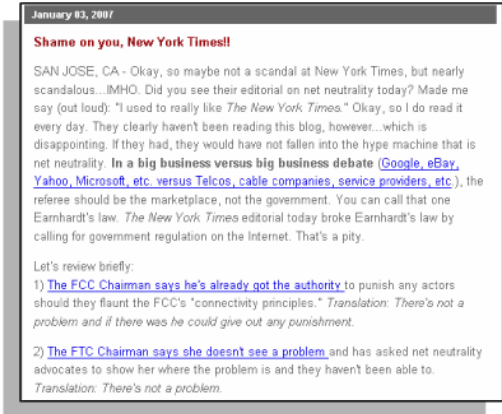 January 03, 2007
Shame on you, New York Times!!
SAN JOSE, CA - Okay, so maybe not a scandal at New York Times, but nearly
scandalous...IMHO. Did you see their editorial on net neutrality today? Made me
say (out loud): "I used to really like The New York Times." Okay, so I do read it
every day. They clearly haven't been reading this blog, however...which is
disappointing. If they had, they would have not fallen into the hype machine that is
net neutrality. In a big business versus big business debate (Google, eBay,
Yahoo, Microsoft, etc. versus Telcos, cable companies, service providers, etc.), the
referee should be the marketplace, not the government. You can call that one
Earnhardt's law. The New York Times editorial today broke Earnhardt's law by
calling for government regulation on the Internet. That's a pity.
Let's review briefly:
1) The FCC Chairman says he's already got the authority to punish any actors
should they flaunt the FCC's "connectivity principles." Translation: There's not a
problem and if there was he could give out any punishment.
2) The FTC Chairman says she doesn't see a problem and has asked net neutrality
advocates to show her where the problem is and they haven't been able to.
Translation: There's not a problem.